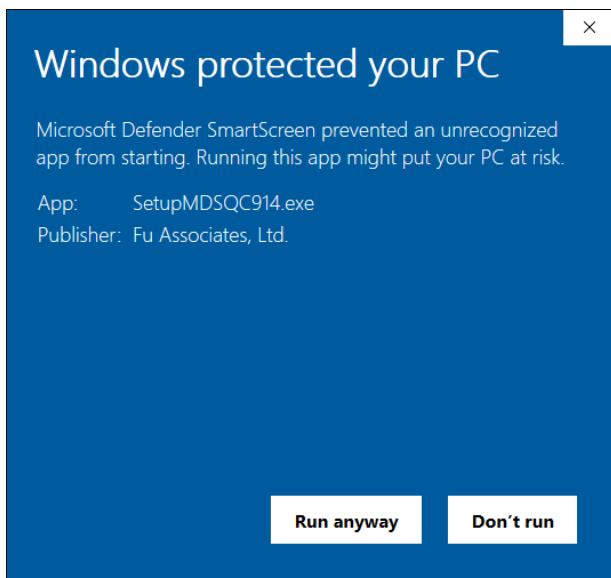 Windows protected your PC
Microsoft Defender SmartScreen prevented an unrecognized
app from starting. Running this app might put your PC at risk.
App: SetupMDSQC914.exe
Publisher: Fu Associates, Ltd.
Run anyway Don't run